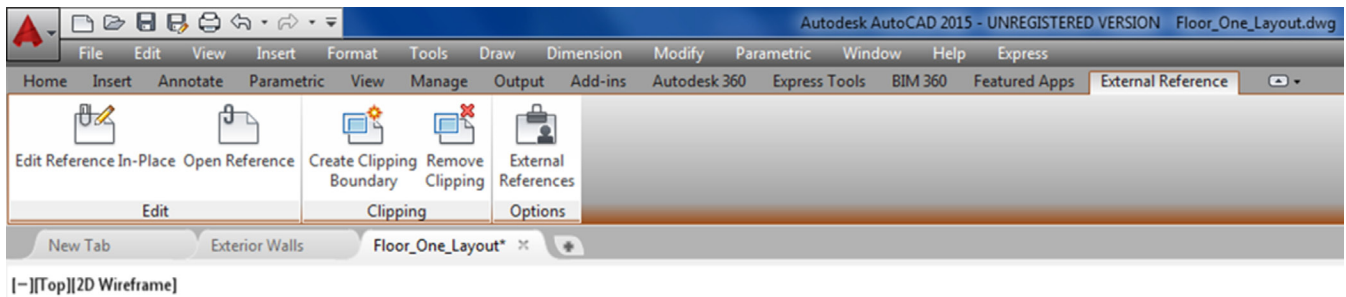 Autodesk AutoCAD 2015 - UNREGISTERED VERSION Floor_One_Layout.dwg
File Edit View Insert Format Tools Draw Dimension Modify Parametric Window Help Express
Home Insert Annotate Parametric View Manage Output Add-ins Autodesk 360 Express Tools BIM 360 Featured Apps External Reference
Edit Reference In-Place Open Reference Create Clipping Remove External
Boundary Clipping References
Edit Clipping Options
New Tab Exterior Walls Floor_One_Layout*
[−][Top][2D Wireframe]